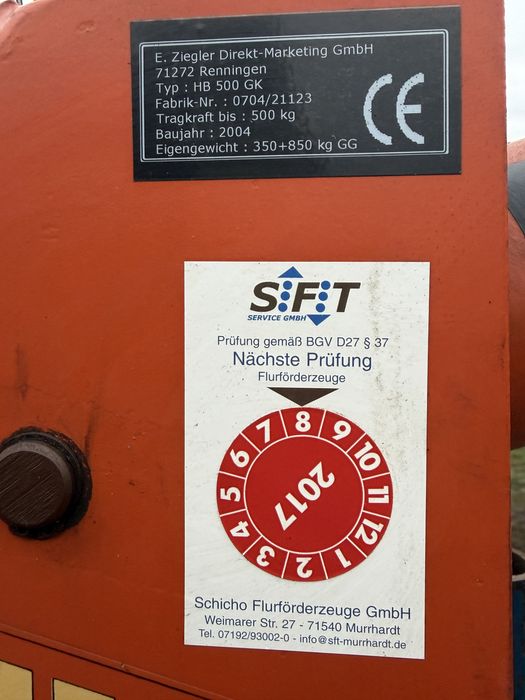 E. Ziegler Direkt-Marketing GmbH
71272 Renningen
Typ : HB 500 GK
Fabrik-Nr. : 0704/21123
Tragkraft bis : 500 kg
Baujahr : 2004
Eigengewicht : 350+850 kg GG
CE
SFT
SERVICE GMBH
Prüfung gemäß BGV D27 § 37
Nächste Prüfung
Flurförderzeuge
1 2 3 4 5 6 7 8 9 10 11 12
2017
Schicho Flurförderzeuge GmbH
Weimarer Str. 27 - 71540 Murrhardt
Tel. 07192/93002-0 - info@sft-murrhardt.de